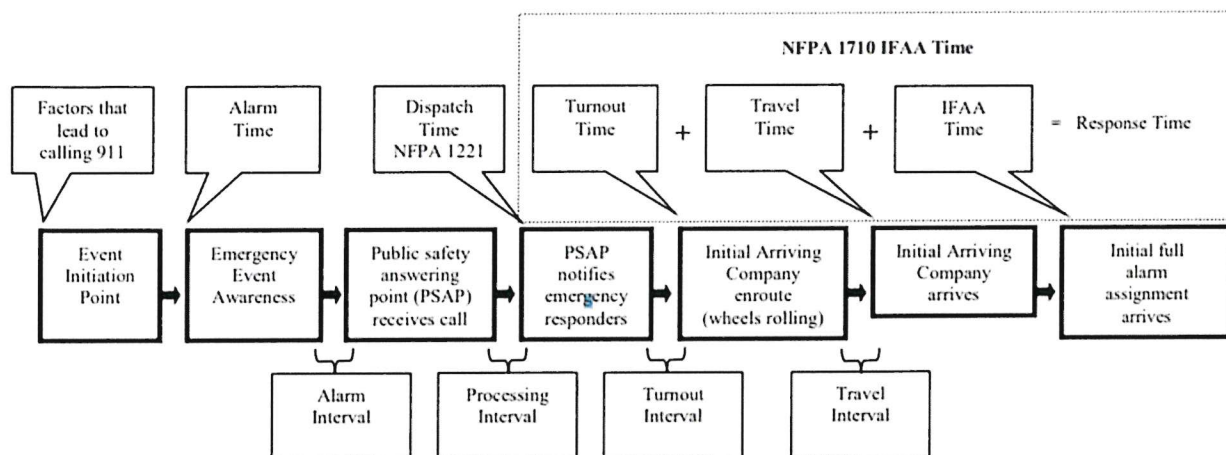 NFPA 1710 IFAA Time
Factors that
lead to
calling 911
Alarm
Time
Dispatch
Time
NFPA 1221
Turnout
Time
+
Travel
Time
+
IFAA
Time
= Response Time
Event
Initiation
Point
Emergency
Event
Awareness
Public safety
answering
point (PSAP)
receives call
PSAP
notifies
emergency
responders
Initial Arriving
Company
enroute
(wheels rolling)
Initial Arriving
Company
arrives
Initial full
alarm
assignment
arrives
Alarm
Interval
Processing
Interval
Turnout
Interval
Travel
Interval